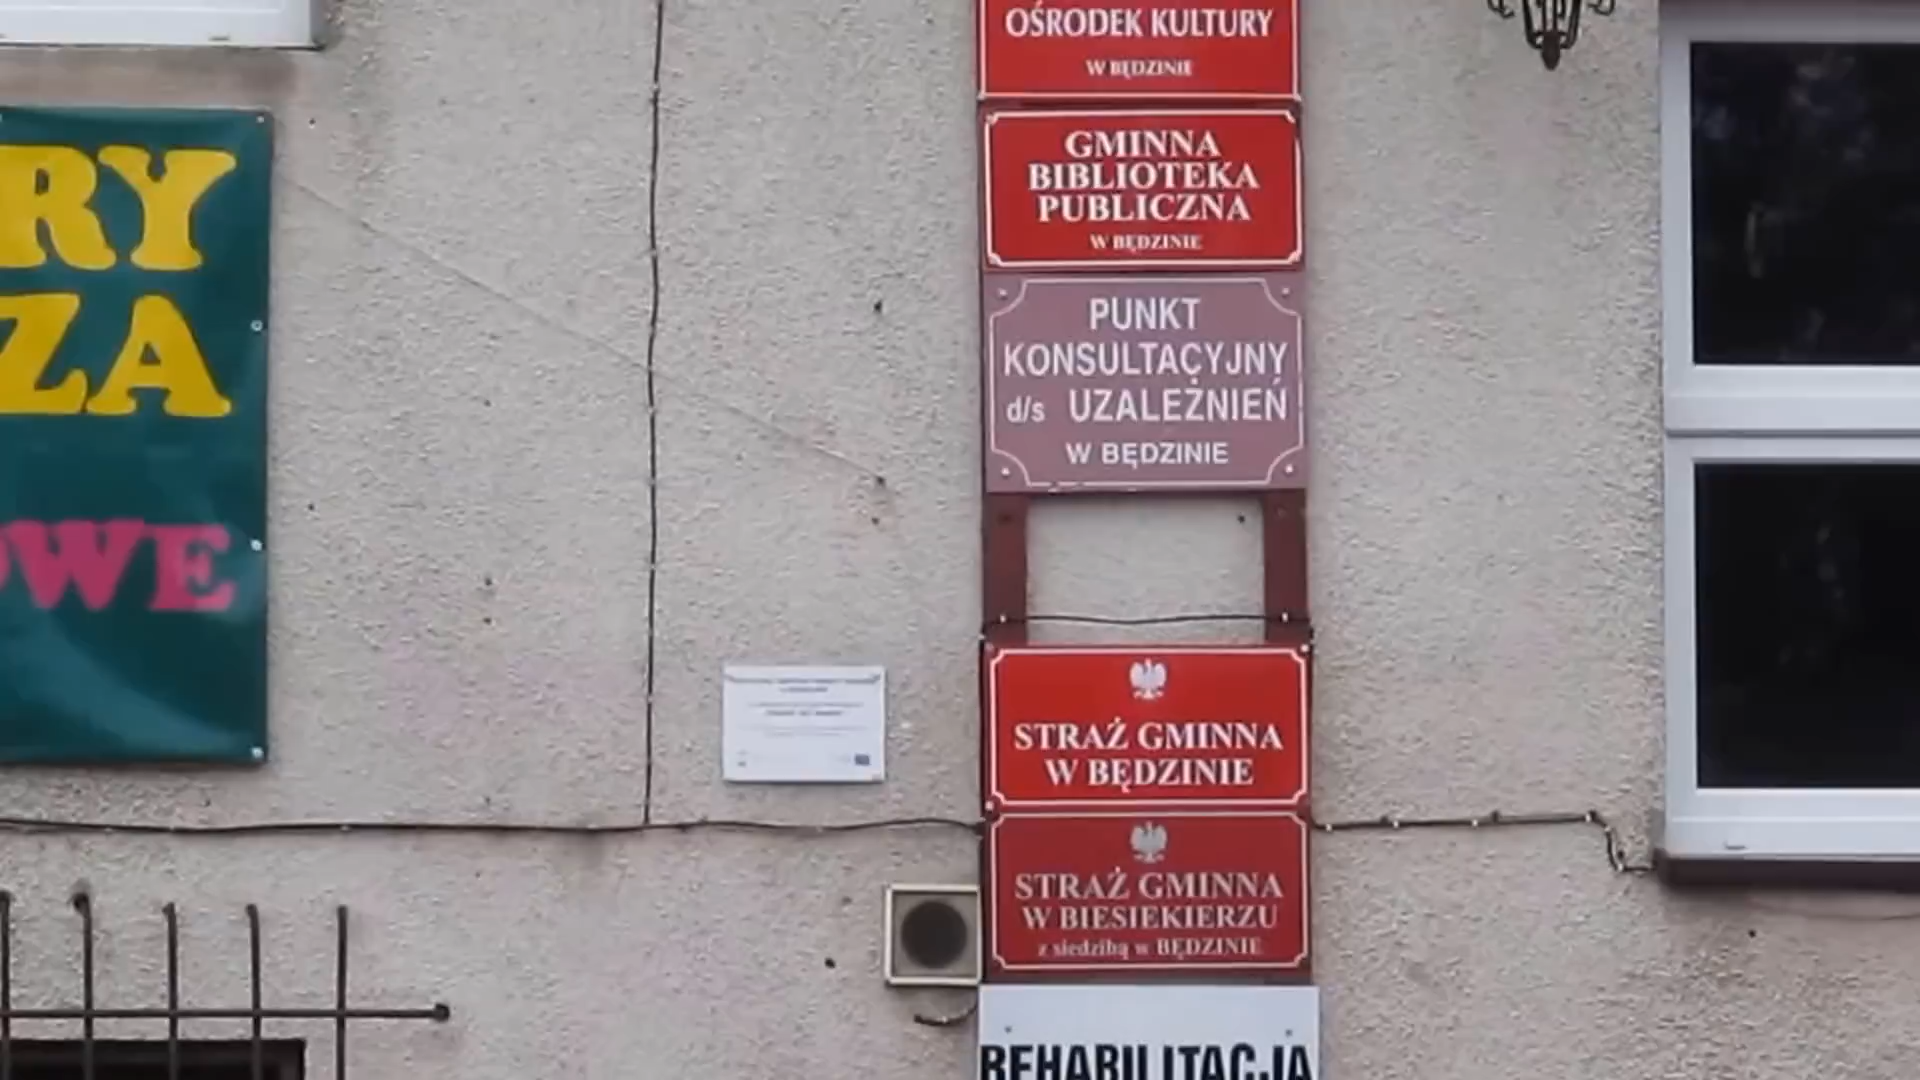 RY
ZA
OWE
OŚRODEK KULTURY
W BĘDZINIE
GMINNA
BIBLIOTEKA
PUBLICZNA
W BĘDZINIE
PUNKT
KONSULTACYJNY
d/s UZALEŻNIEŃ
W BĘDZINIE
STRAŻ GMINNA
W BĘDZINIE
STRAŻ GMINNA
W BIESIEKIERZU
z siedzibą w BĘDZINIE
REHABILITACJA